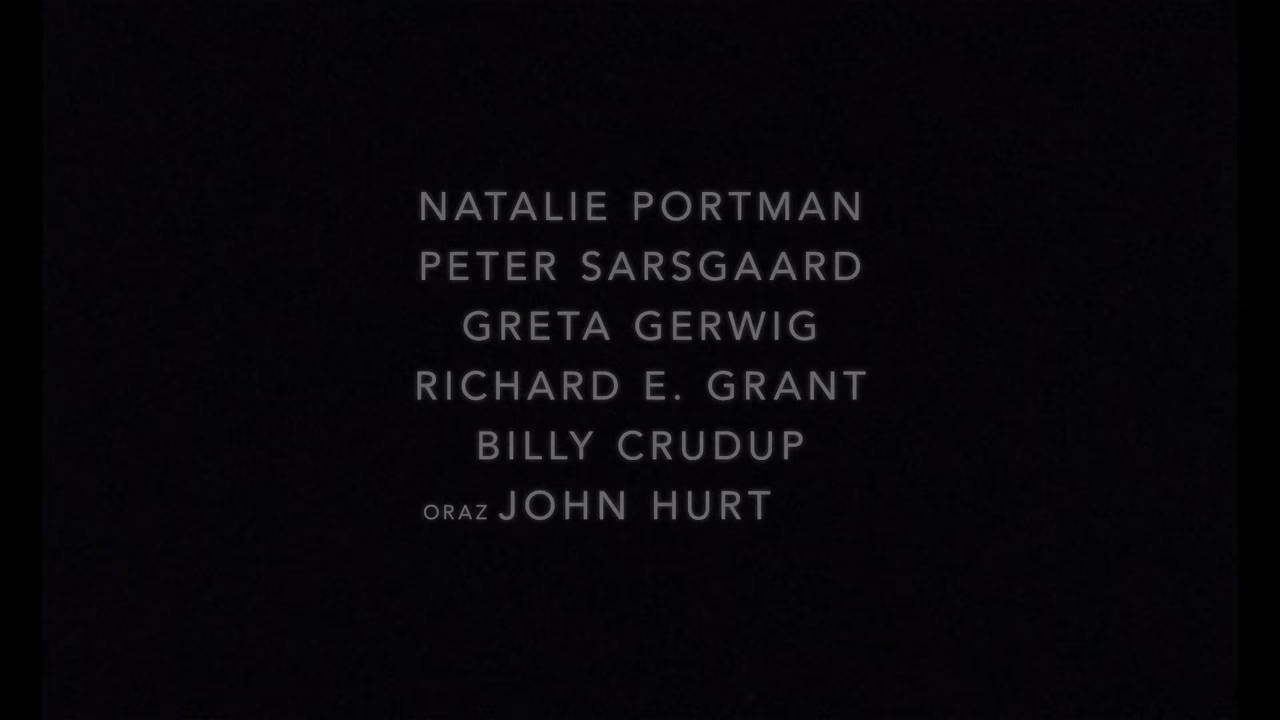 NATALIE PORTMAN
PETER SARSGAARD
GRETA GERWIG
RICHARD E. GRANT
BILLY CRUDUP
ORAZ JOHN HURT